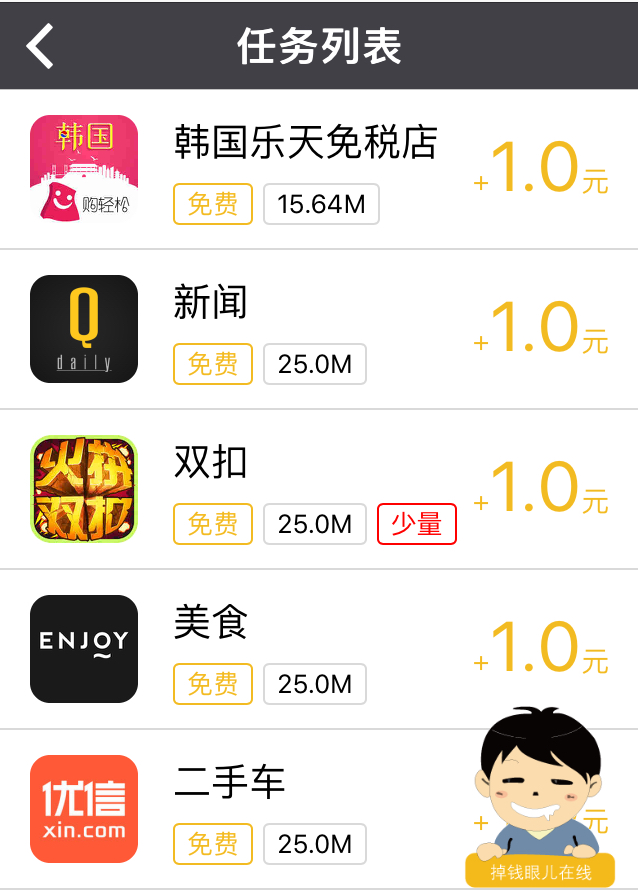 任务列表
韩国
购轻松
韩国乐天免税店
免费 15.64M
+1.0元
Q
daily
新闻
免费 25.0M
+1.0元
火拼
双扣
双扣
免费 25.0M 少量
+1.0元
ENJOY
美食
免费 25.0M
+1.0元
优信
xin.com
二手车
免费 25.0M
+ 元
掉钱眼儿在线